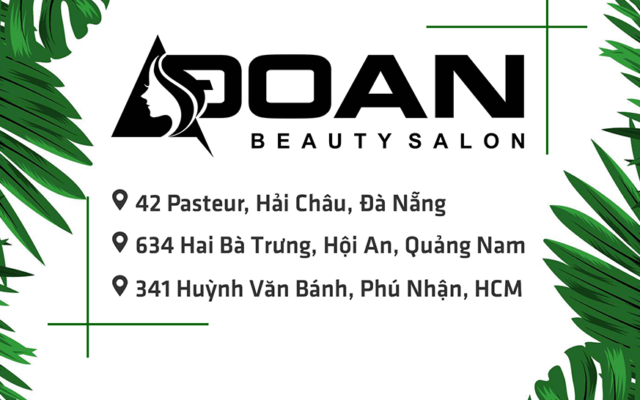 ĐOAN
BEAUTY SALON
42 Pasteur, Hải Châu, Đà Nẵng
634 Hai Bà Trưng, Hội An, Quảng Nam
341 Huỳnh Văn Bánh, Phú Nhận, HCM